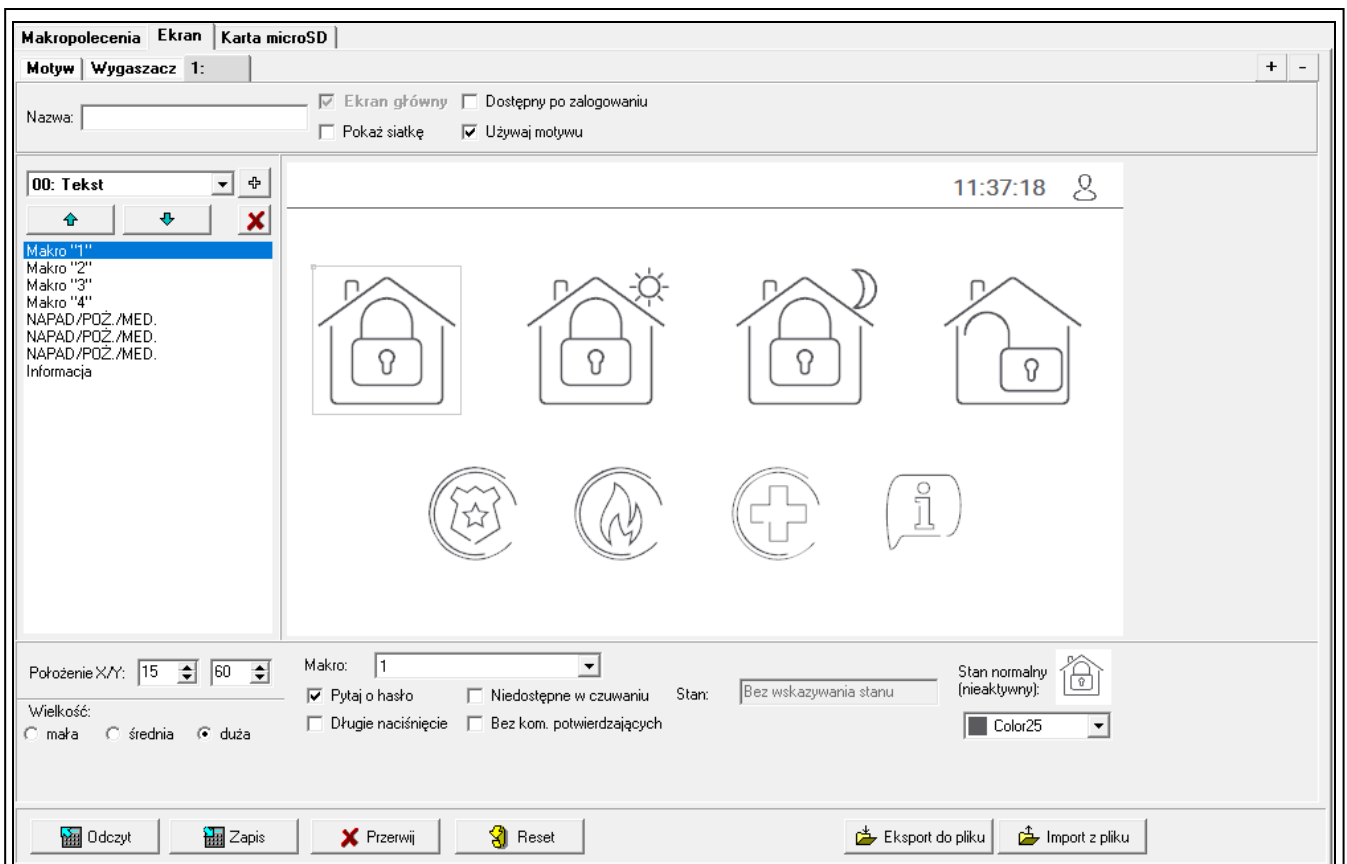 Makropolecenia Ekran Karta microSD
Motyw Wygaszacz 1: + -
Nazwa: Ekran główny Dostępny po zalogowaniu
Pokaż siatkę Używaj motywu
00: Tekst
11:37:18
Makro "1"
Makro "2"
Makro "3"
Makro "4"
NAPAD/POŻ./MED.
NAPAD/POŻ./MED.
NAPAD/POŻ./MED.
Informacja
Położenie X/Y: 15 60
Wielkość:
mała średnia duża
Makro: 1
Pytaj o hasło Niedostępne w czuwaniu
Długie naciśnięcie Bez kom. potwierdzających
Stan: Bez wskazywania stanu
Stan normalny
(nieaktywny):
Color25
Odczyt Zapis Przerwij Reset Eksport do pliku Import z pliku